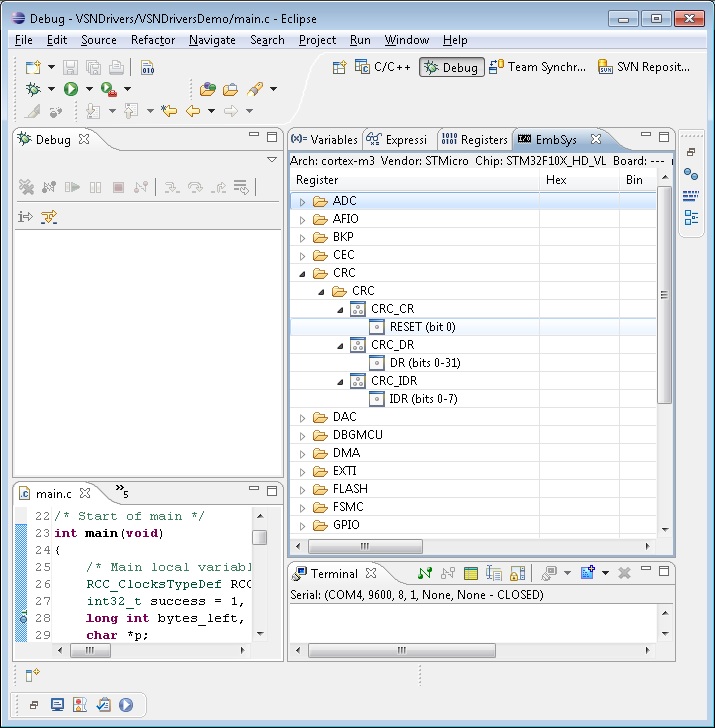 Debug - VSNDrivers/VSNDriversDemo/main.c - Eclipse
File Edit Source Refactor Navigate Search Project Run Window Help
C/C++ Debug Team Synchr... SVN Reposit...
Debug
Variables Expressi Registers EmbSys
Arch: cortex-m3 Vendor: STMicro Chip: STM32F10X_HD_VL Board: ---
Register Hex Bin
ADC
AFIO
BKP
CEC
CRC
CRC
CRC_CR
RESET (bit 0)
CRC_DR
DR (bits 0-31)
CRC_IDR
IDR (bits 0-7)
DAC
DBGMCU
DMA
EXTI
FLASH
FSMC
GPIO
main.c
»5
22 /* Start of main */
23 int main(void)
24 {
25 /* Main local variabl
26 RCC_ClocksTypeDef RCC
27 int32_t success = 1,
28 long int bytes_left,
29 char *p;
Terminal
Serial: (COM4, 9600, 8, 1, None, None - CLOSED)